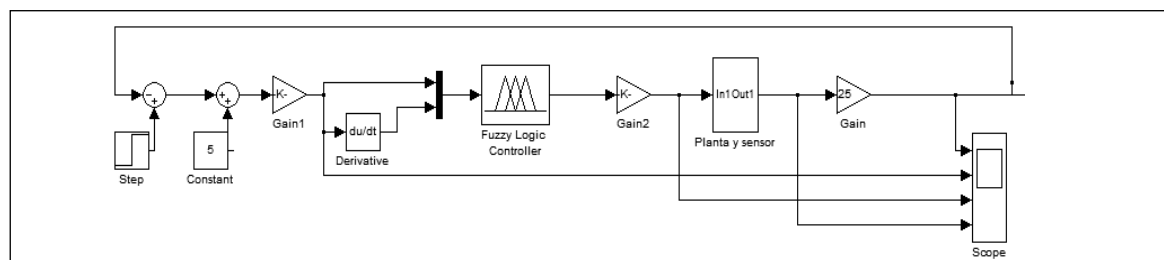 - +
+ +
K-
Gain1
du/dt
Derivative
Step
5
Constant
Fuzzy Logic
Controller
K-
Gain2
In1Out1
Planta y sensor
25
Gain
Scope